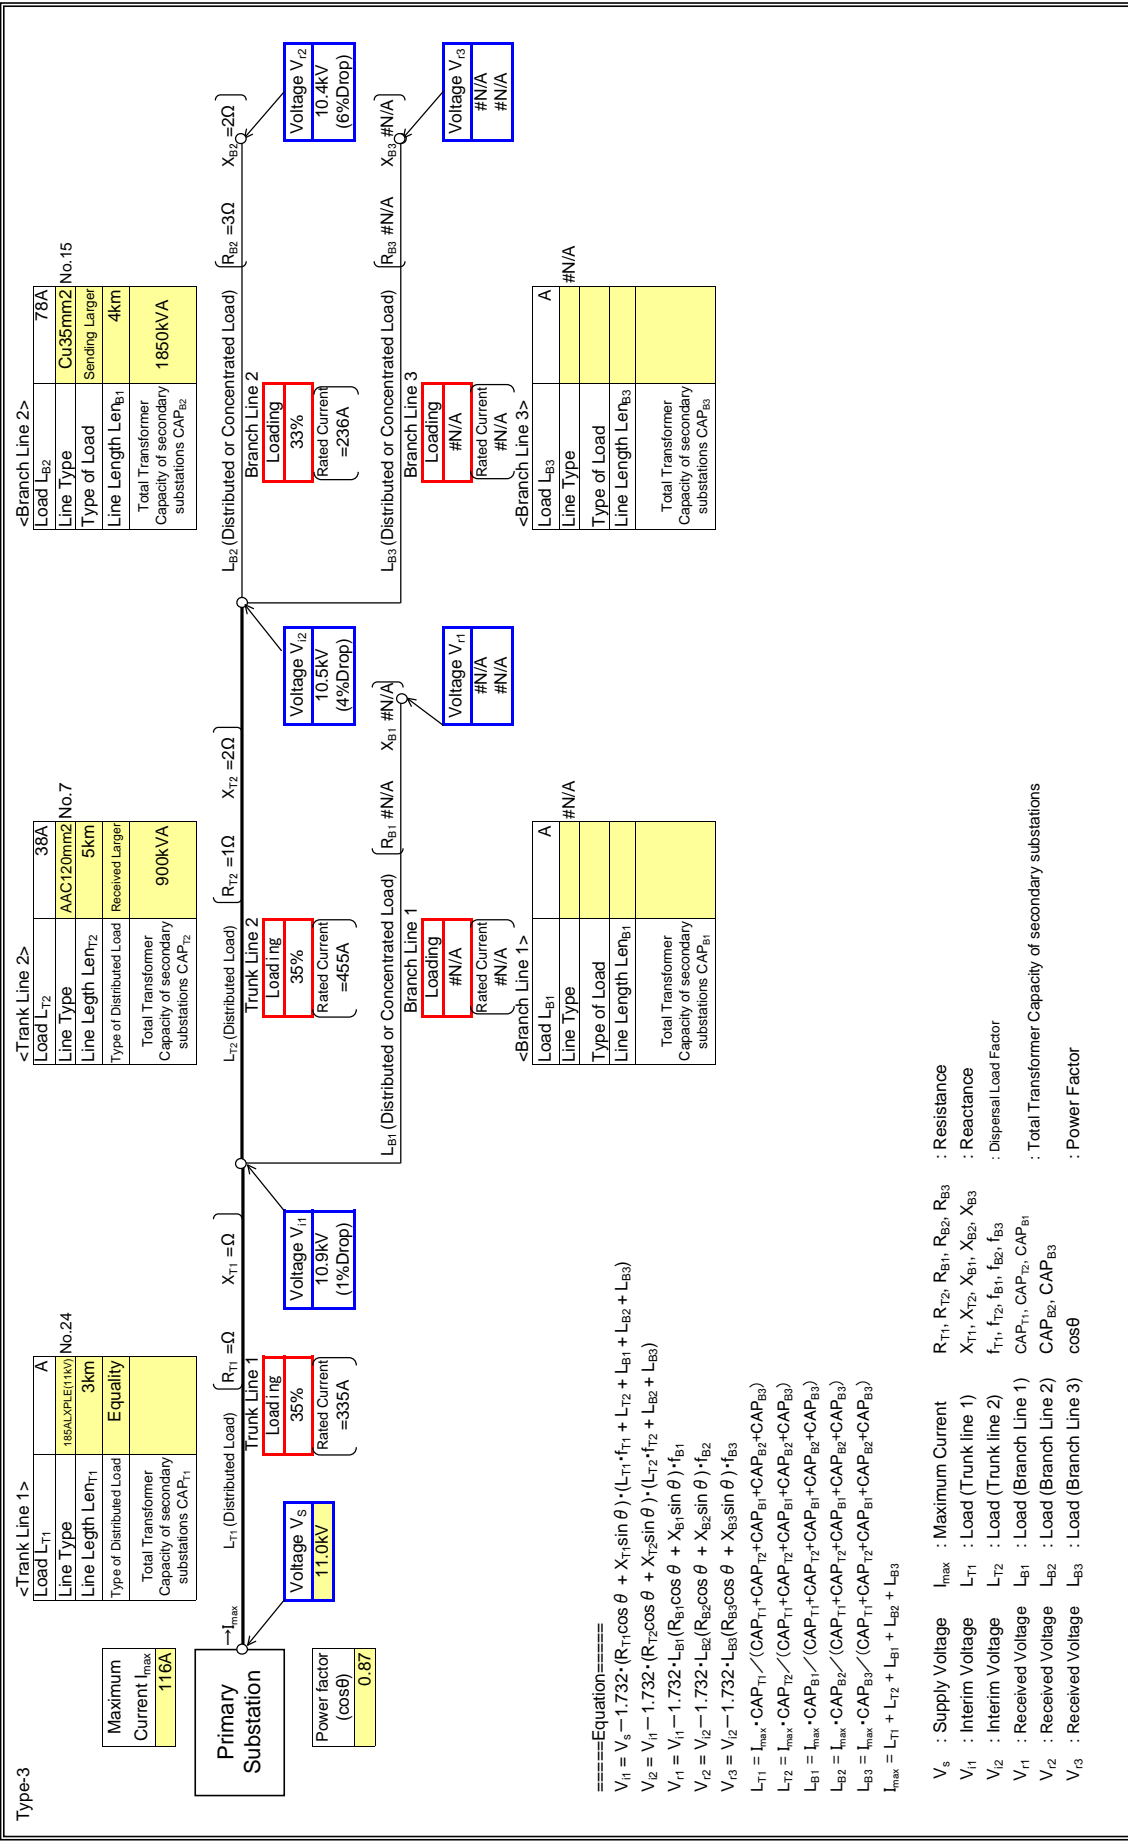 Type-3
Maximum
Current Imax
116A
Primary
Substation
Power factor
(cosθ)
0.87
→Imax
Voltage VS
11.0kV
<Trank Line 1>
Load LT1 A
Line Type 185ALXPLE(11kV) No.24
Line Legth LenT1 3km
Type of Distributed Load Equality
Total Transformer
Capacity of secondary
substations CAPT1
LT1 (Distributed Load) RT1 =Ω XT1 =Ω
Trunk Line 1
Loading
35%
Rated Current
=335A
Voltage Vi1
10.9kV
(1%Drop)
<Trank Line 2>
Load LT2 38A
Line Type AAC120mm2 No.7
Line Legth LenT2 5km
Type of Distributed Load Received Larger
Total Transformer
Capacity of secondary
substations CAPT2
900kVA
LT2 (Distributed Load) RT2 =1Ω XT2 =2Ω
Trunk Line 2
Loading
35%
Rated Current
=455A
Voltage Vi2
10.5kV
(4%Drop)
LB1 (Distributed or Concentrated Load) RB1 #N/A XB1 #N/A
Branch Line 1
Loading
#N/A
Rated Current
#N/A
Voltage Vr1
#N/A
#N/A
<Branch Line 1>
Load LB1 A
Line Type #N/A
Type of Load
Line Length LenB1
Total Transformer
Capacity of secondary
substations CAPB1
<Branch Line 2>
Load LB2 78A
Line Type Cu35mm2 No.15
Type of Load Sending Larger
Line Length LenB1 4km
Total Transformer
Capacity of secondary
substations CAPB2
1850kVA
LB2 (Distributed or Concentrated Load) RB2 =3Ω XB2 =2Ω
Branch Line 2
Loading
33%
Rated Current
=236A
Voltage Vr2
10.4kV
(6%Drop)
LB3 (Distributed or Concentrated Load) RB3 #N/A XB3 #N/A
Branch Line 3
Loading
#N/A
Rated Current
#N/A
Voltage Vr3
#N/A
#N/A
<Branch Line 3>
Load LB3 A
Line Type #N/A
Type of Load
Line Length LenB3
Total Transformer
Capacity of secondary
substations CAPB3
=====Equation=====
Vi1 = Vs－1.732・(RT1cos θ + XT1sin θ)・(LT1・fT1 + LT2 + LB1 + LB2 + LB3)
Vi2 = Vi1－1.732・(RT2cos θ + XT2sin θ)・(LT2・fT2 + LB2 + LB3)
Vr1 = Vi1－1.732・LB1(RB1cos θ + XB1sin θ)・fB1
Vr2 = Vi2－1.732・LB2(RB2cos θ + XB2sin θ)・fB2
Vr3 = Vi2－1.732・LB3(RB3cos θ + XB3sin θ)・fB3
LT1 = Imax・CAPT1／(CAPT1+CAPT2+CAPB1+CAPB2+CAPB3)
LT2 = Imax・CAPT2／(CAPT1+CAPT2+CAPB1+CAPB2+CAPB3)
LB1 = Imax・CAPB1／(CAPT1+CAPT2+CAPB1+CAPB2+CAPB3)
LB2 = Imax・CAPB2／(CAPT1+CAPT2+CAPB1+CAPB2+CAPB3)
LB3 = Imax・CAPB3／(CAPT1+CAPT2+CAPB1+CAPB2+CAPB3)
Imax = LT1 + LT2 + LB1 + LB2 + LB3
Vs : Supply Voltage Imax : Maximum Current RT1, RT2, RB1, RB2, RB3 : Resistance
Vi1 : Interim Voltage LT1 : Load (Trunk line 1) XT1, XT2, XB1, XB2, XB3 : Reactance
Vi2 : Interim Voltage LT2 : Load (Trunk line 2) fT1, fT2, fB1, fB2, fB3 : Dispersal Load Factor
Vr1 : Received Voltage LB1 : Load (Branch Line 1) CAPT1, CAPT2, CAPB1 : Total Transformer Capacity of secondary substations
Vr2 : Received Voltage LB2 : Load (Branch Line 2) CAPB2, CAPB3
Vr3 : Received Voltage LB3 : Load (Branch Line 3) cosθ : Power Factor